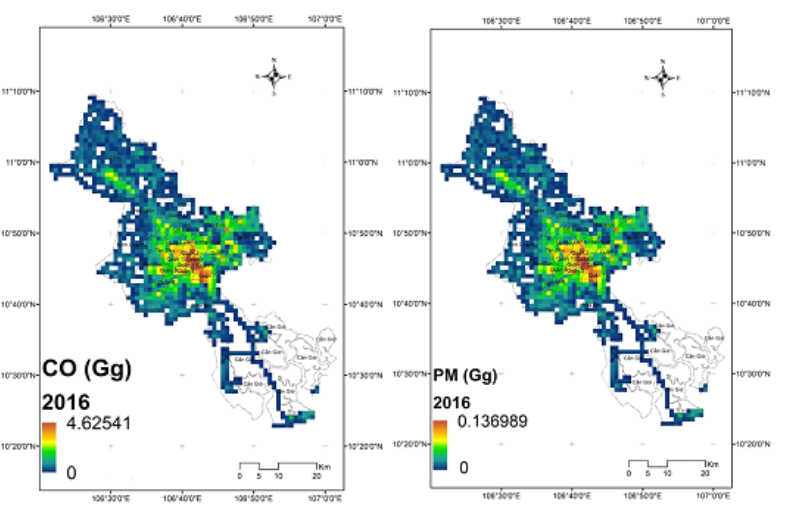 106°30'0"E 106°40'0"E 106°50'0"E 107°0'0"E
N
W E
S
11°10'0"N 11°10'0"N
11°0'0"N 11°0'0"N
10°50'0"N 10°50'0"N
10°40'0"N 10°40'0"N
Cần Giờ
Cần Giờ
Cần Giờ
Cần Giờ
10°30'0"N 10°30'0"N
CO (Gg)
2016
4.62541
0
10°20'0"N 10°20'0"N
Km
0 5 10 20
106°30'0"E 106°40'0"E 106°50'0"E 107°0'0"E
106°30'0"E 106°40'0"E 106°50'0"E 107°0'0"E
N
W E
S
11°10'0"N 11°10'0"N
11°0'0"N 11°0'0"N
10°50'0"N 10°50'0"N
10°40'0"N 10°40'0"N
Cần Giờ
Cần Giờ
Cần Giờ
Cần Giờ
10°30'0"N 10°30'0"N
PM (Gg)
2016
0.136989
0
10°20'0"N 10°20'0"N
Km
0 5 10 20
106°30'0"E 106°40'0"E 106°50'0"E 107°0'0"E